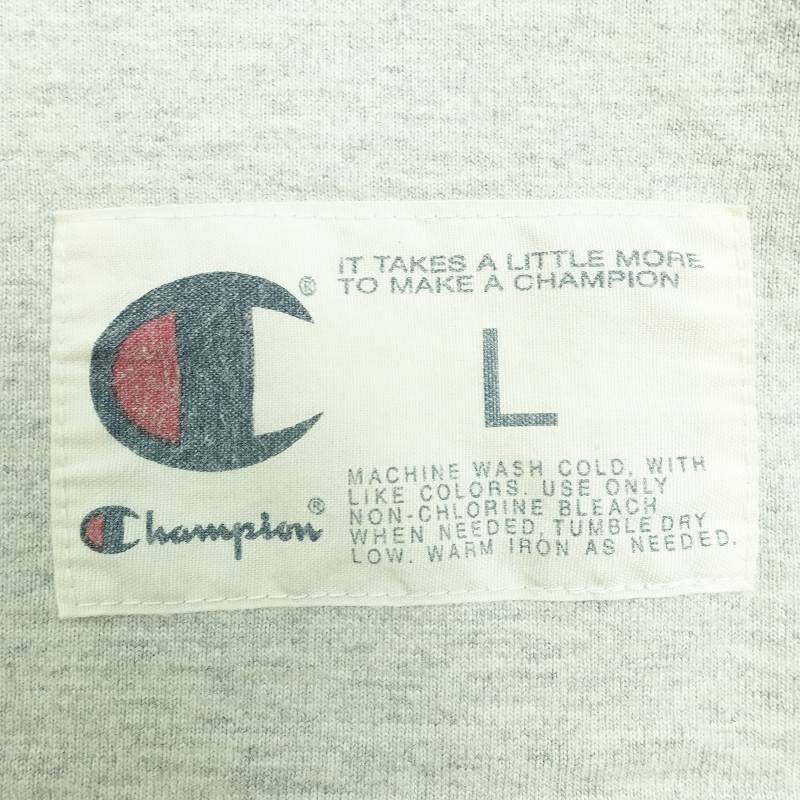 IT TAKES A LITTLE MORE
TO MAKE A CHAMPION
®
L
Champion®
MACHINE WASH COLD, WITH
LIKE COLORS. USE ONLY
NON-CHLORINE BLEACH
WHEN NEEDED, TUMBLE DRY
LOW. WARM IRON AS NEEDED.